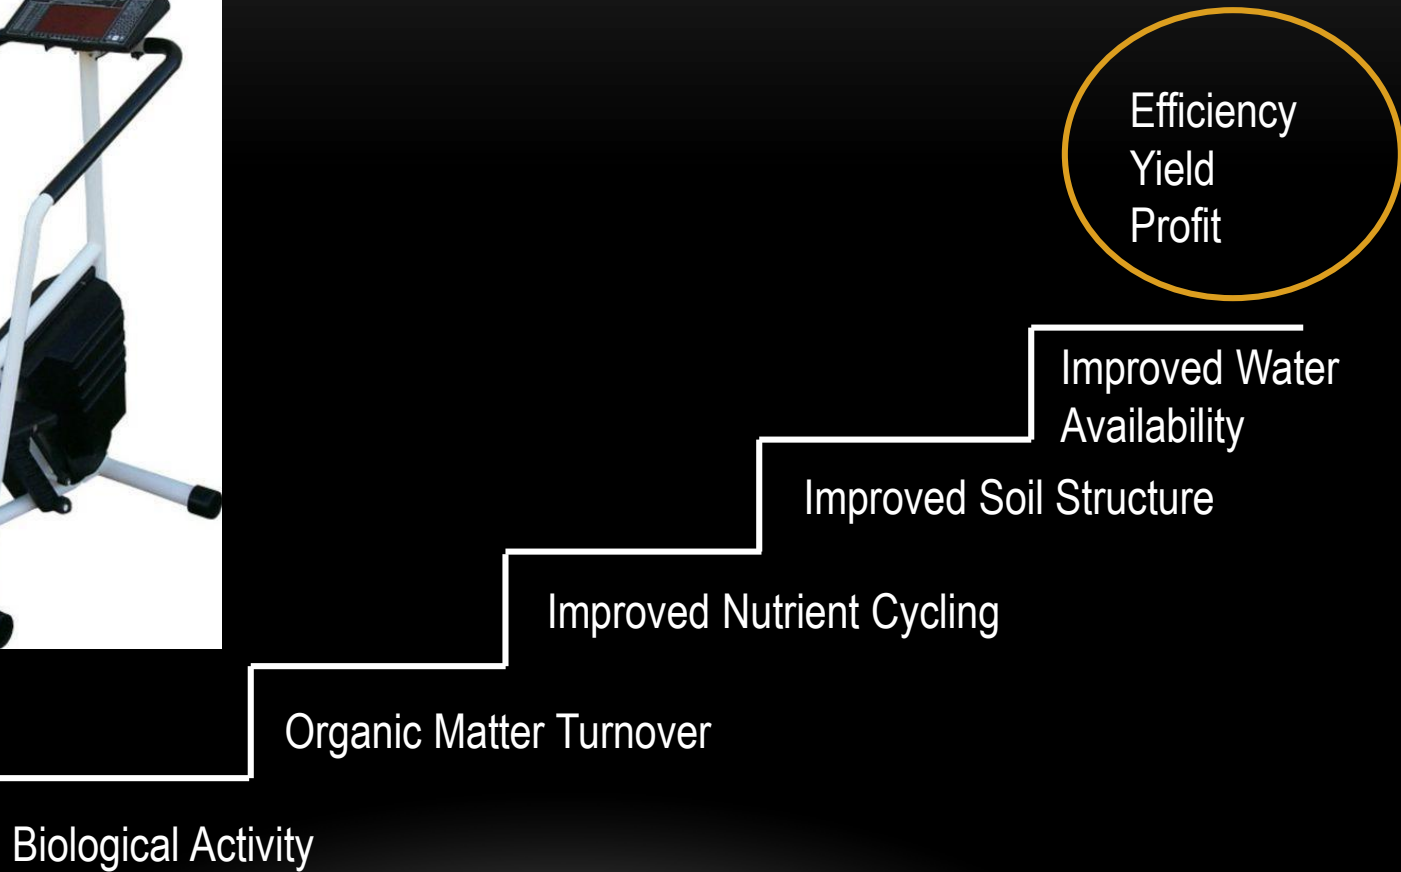 Efficiency
Yield
Profit
Improved Water
Availability
Improved Soil Structure
Improved Nutrient Cycling
Organic Matter Turnover
Biological Activity